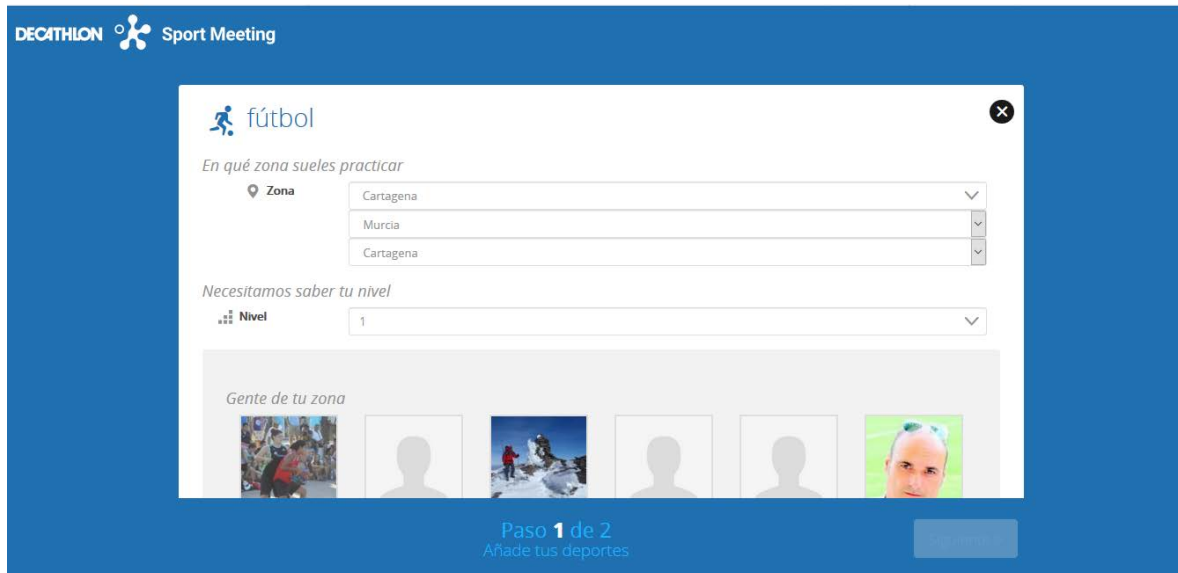 DECATHLON Sport Meeting
fútbol
En qué zona sueles practicar
Zona Cartagena
Murcia
Cartagena
Necesitamos saber tu nivel
Nivel 1
Gente de tu zona
Paso 1 de 2
Añade tus deportes